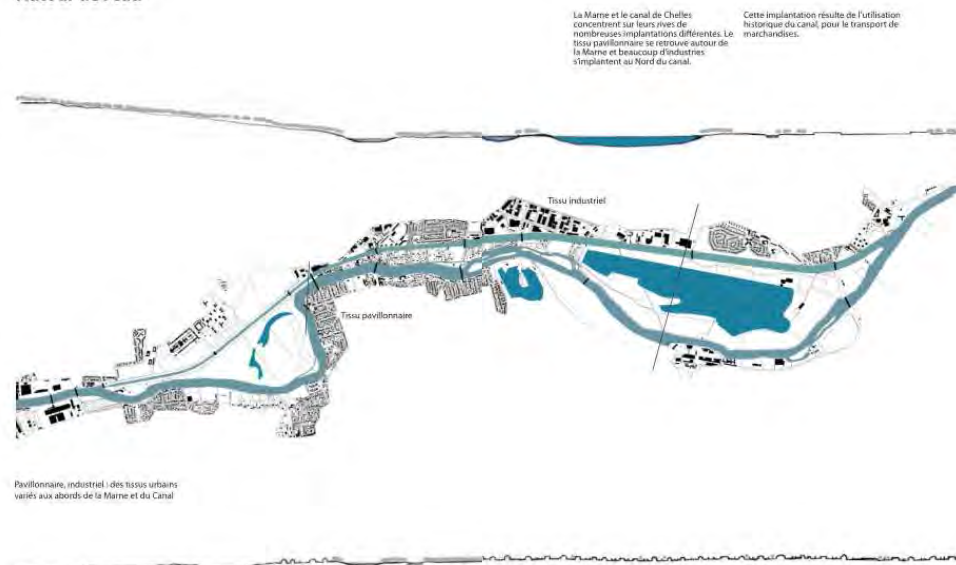 La Marne et le canal de Chelles
concentrent sur leurs rives de
nombreuses implantations différentes. Le
tissu pavillonnaire se retrouve autour de
la Marne et beaucoup d'industries
s'implantent au Nord du canal.
Cette implantation résulte de l'utilisation
historique du canal, pour le transport de
marchandises.
Tissu industriel
Tissu pavillonnaire
Pavillonnaire, industriel : des tissus urbains
variés aux abords de la Marne et du Canal